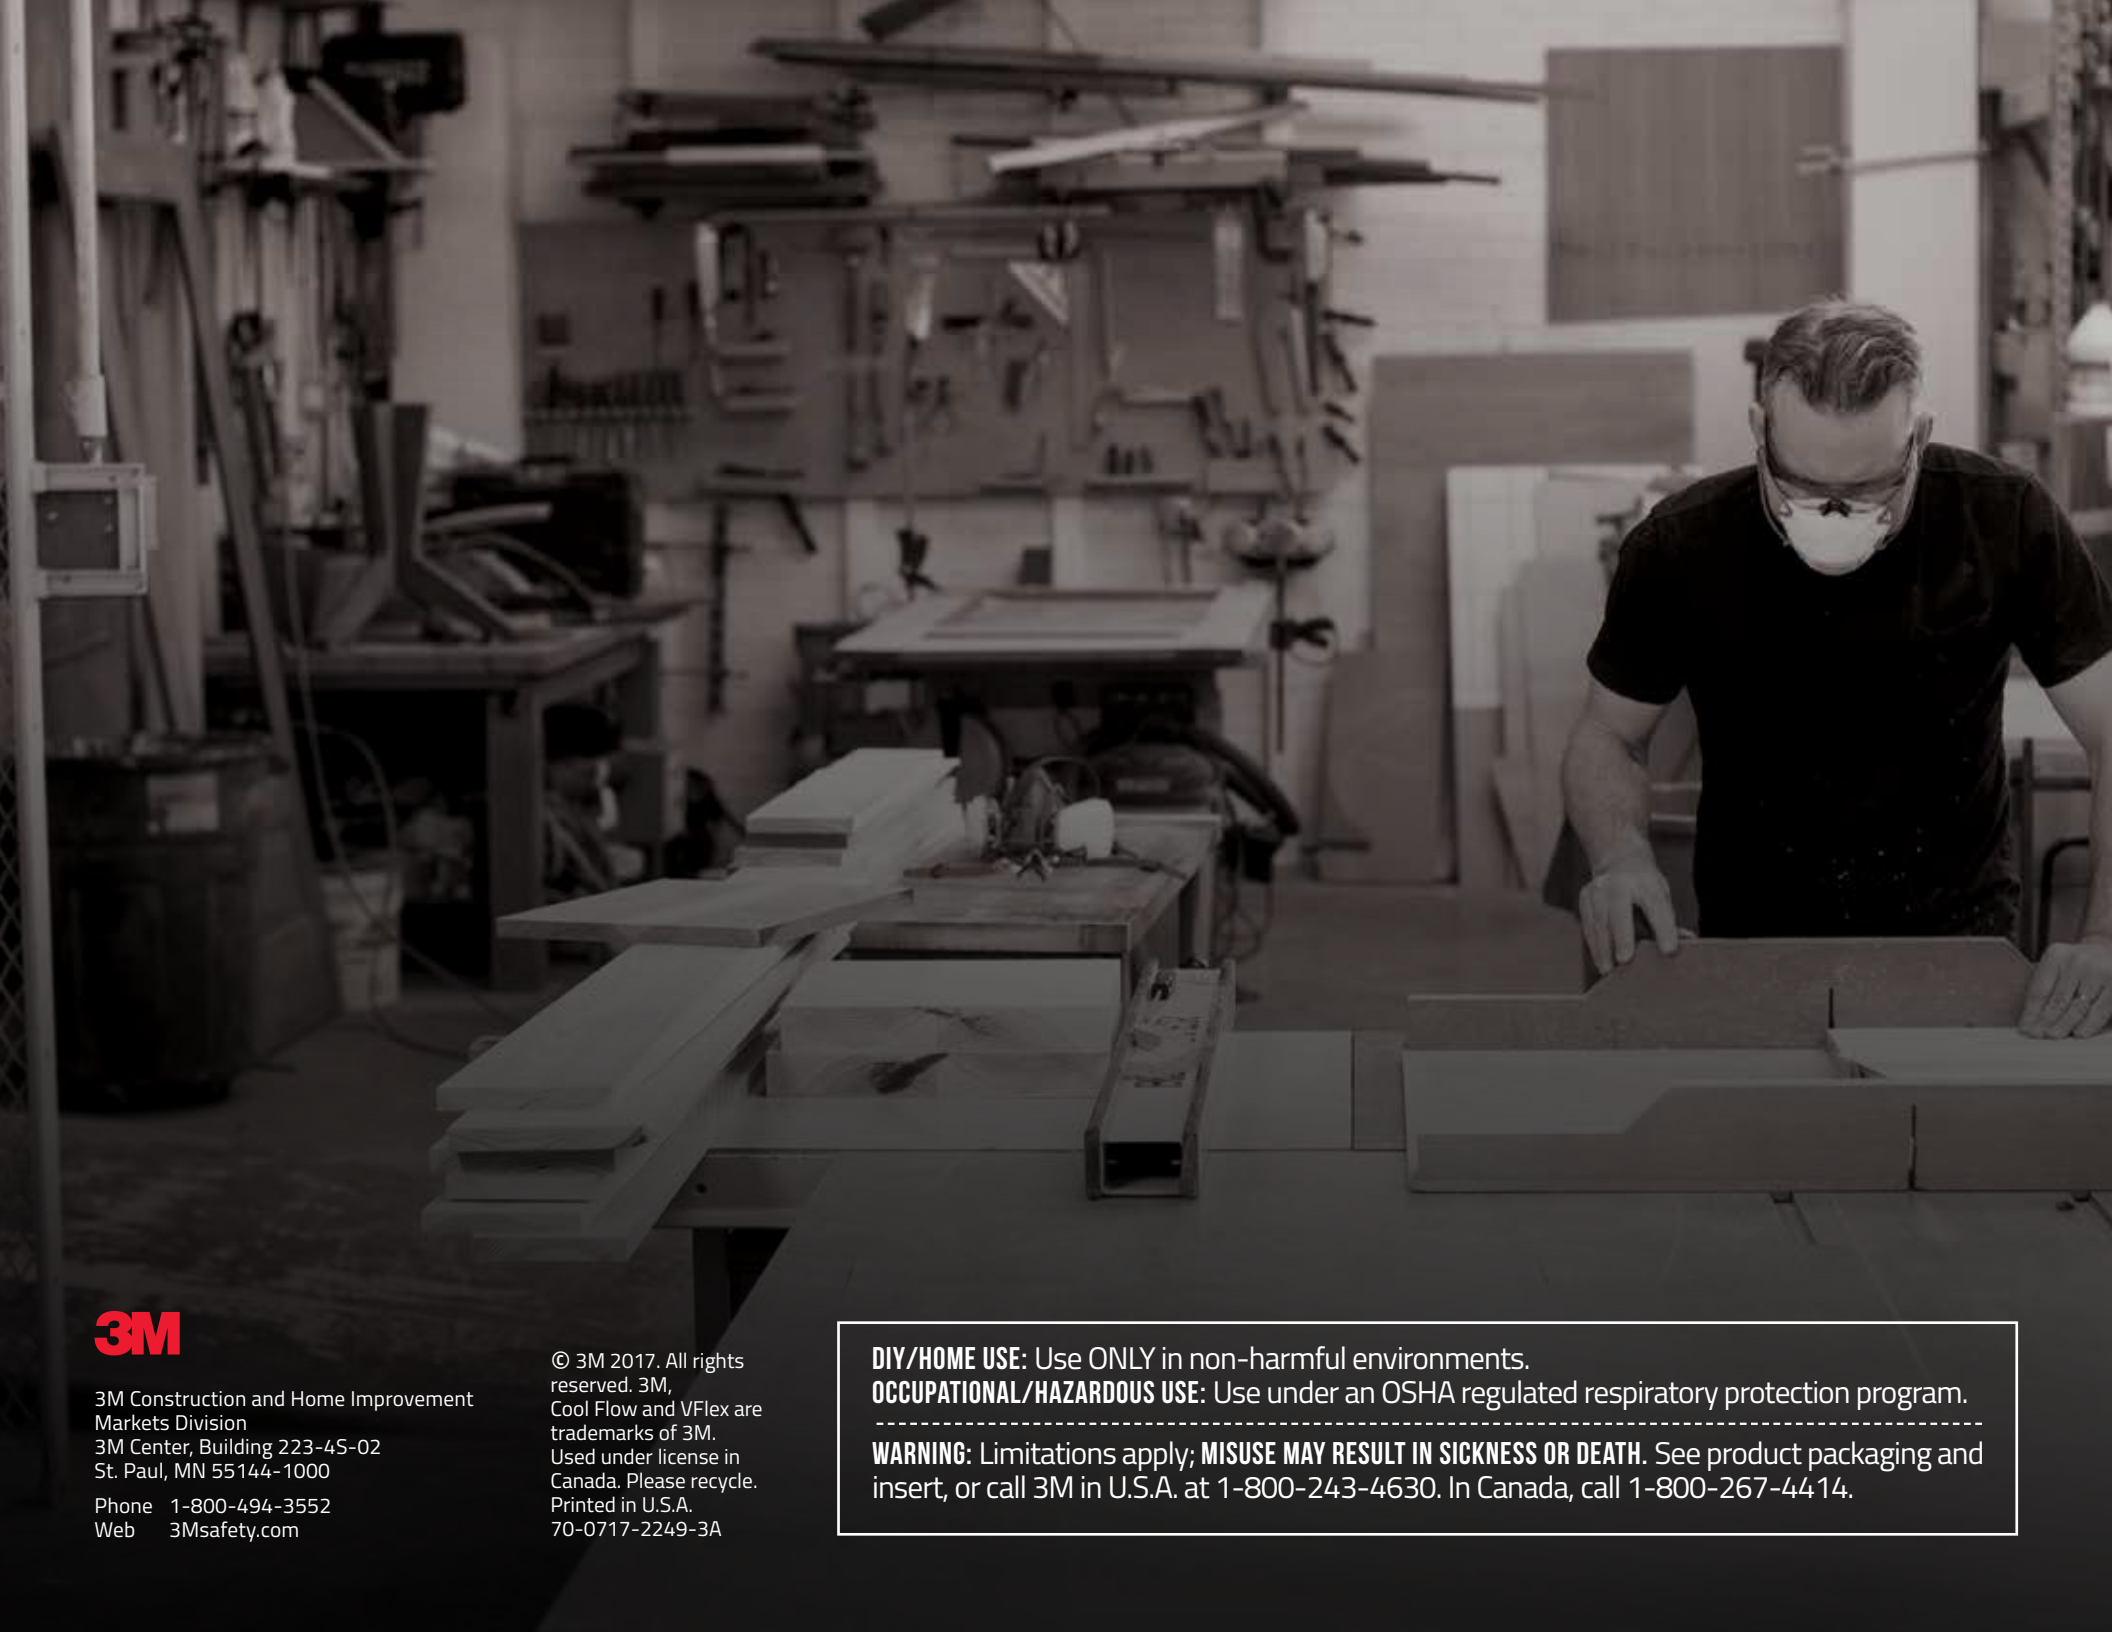 3M
3M Construction and Home Improvement
Markets Division
3M Center, Building 223-4S-02
St. Paul, MN 55144-1000
Phone 1-800-494-3552
Web 3Msafety.com
© 3M 2017. All rights
reserved. 3M,
Cool Flow and VFlex are
trademarks of 3M.
Used under license in
Canada. Please recycle.
Printed in U.S.A.
70-0717-2249-3A
DIY/HOME USE: Use ONLY in non-harmful environments.
OCCUPATIONAL/HAZARDOUS USE: Use under an OSHA regulated respiratory protection program.
WARNING: Limitations apply; MISUSE MAY RESULT IN SICKNESS OR DEATH. See product packaging and
insert, or call 3M in U.S.A. at 1-800-243-4630. In Canada, call 1-800-267-4414.